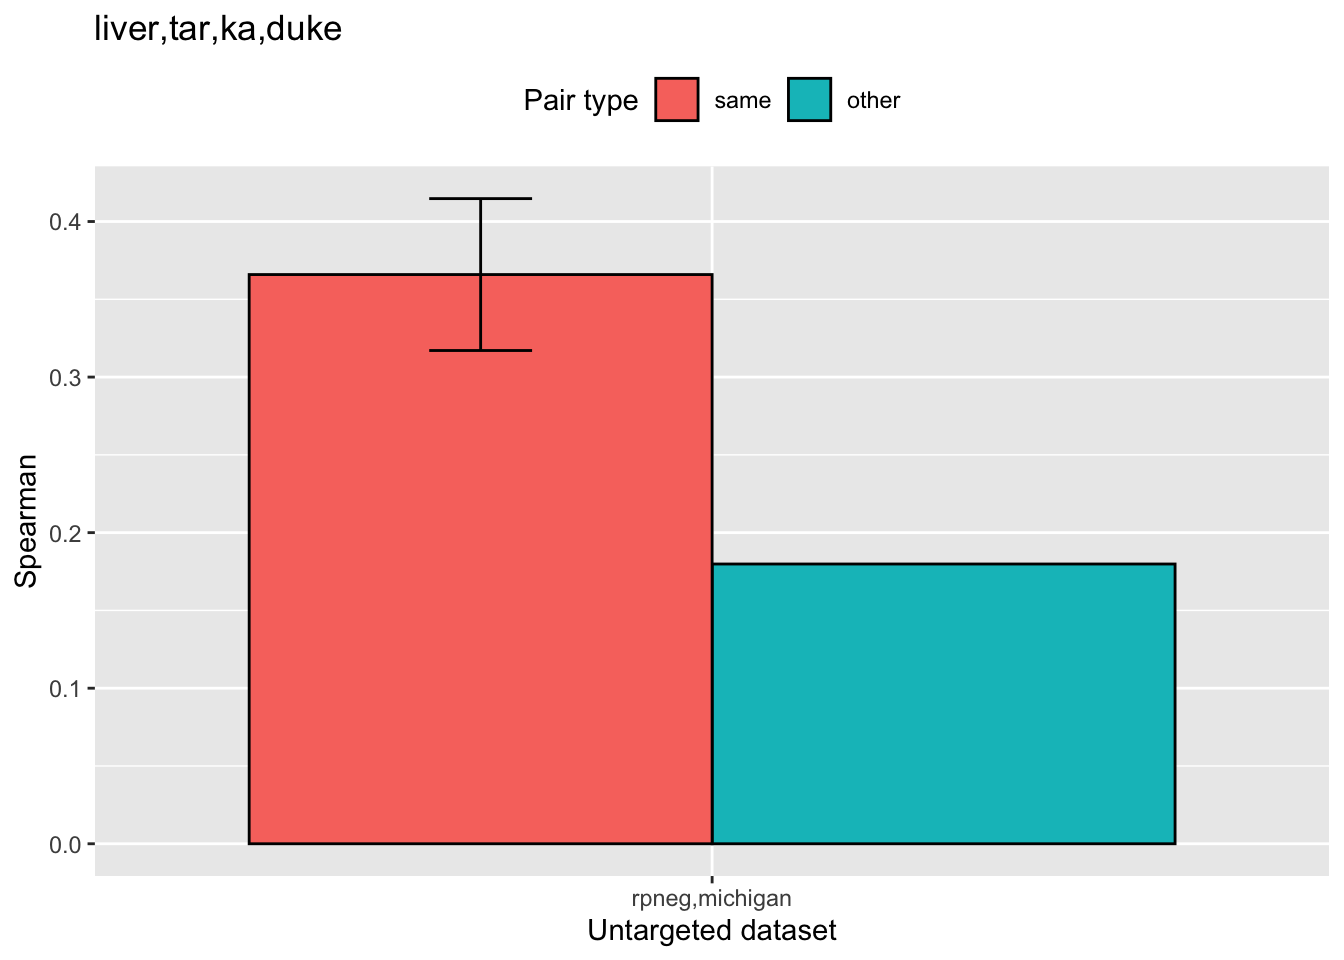 liver,tar,ka,duke
Pair type same other
0.4
0.3
0.2
0.1
0.0
Spearman
rpneg,michigan
Untargeted dataset